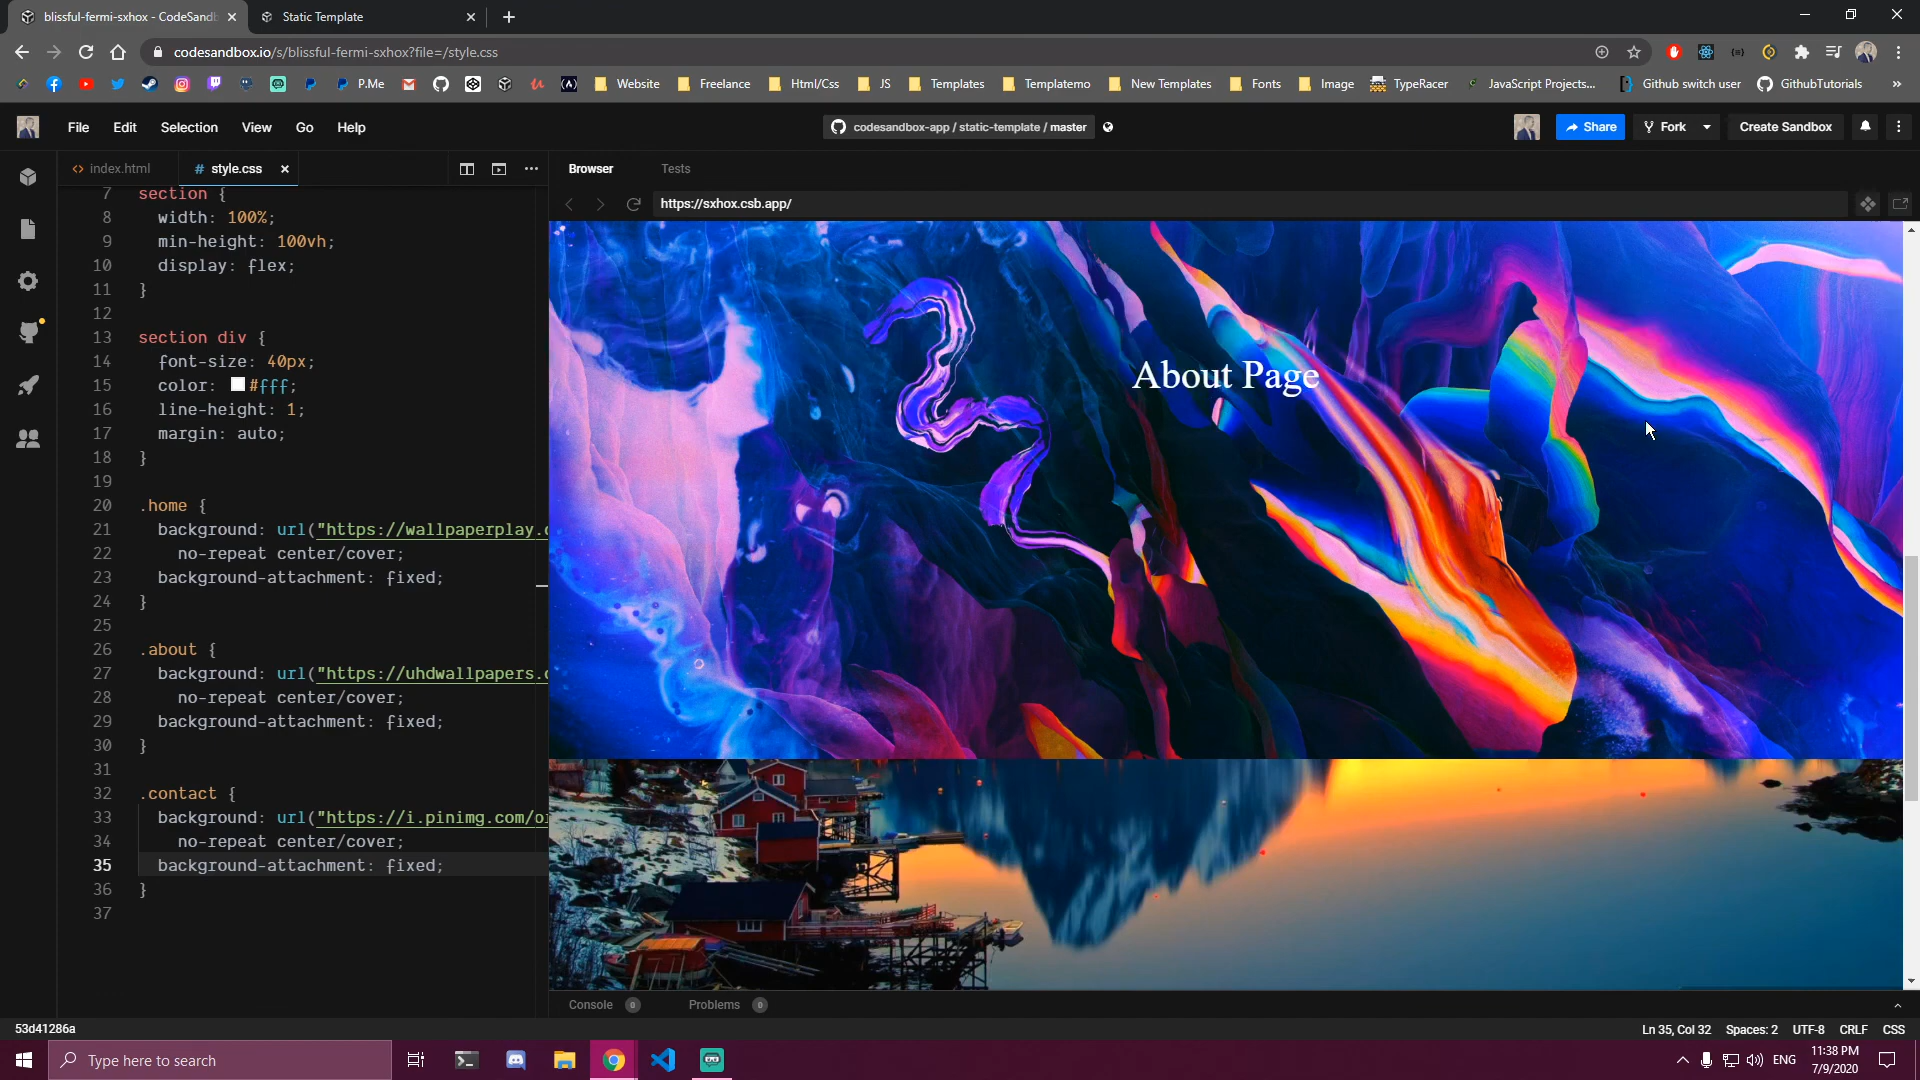 blissful-fermi-sxhox - CodeSandb
Static Template
codesandbox.io/s/blissful-fermi-sxhox?file=/style.css
P.Me
Website
Freelance
Html/Css
JS
Templates
Templatemo
New Templates
Fonts
Image
TypeRacer
JavaScript Projects...
Github switch user
GithubTutorials
»
File Edit Selection View Go Help
codesandbox-app / static-template / master
Share
Fork
Create Sandbox
<> index.html
# style.css
Browser
Tests
https://sxhox.csb.app/
7 section {
8 width: 100%;
9 min-height: 100vh;
10 display: flex;
11 }
12
13 section div {
14 font-size: 40px;
15 color: #fff;
16 line-height: 1;
17 margin: auto;
18 }
19
20 .home {
21 background: url("https://wallpaperplay.
22 no-repeat center/cover;
23 background-attachment: fixed;
24 }
25
26 .about {
27 background: url("https://uhdwallpapers.
28 no-repeat center/cover;
29 background-attachment: fixed;
30 }
31
32 .contact {
33 background: url("https://i.pinimg.com/o
34 no-repeat center/cover;
35 background-attachment: fixed;
36 }
37
About Page
Console 0
Problems 0
53d41286a
Ln 35, Col 32 Spaces: 2 UTF-8 CRLF CSS
Type here to search
ENG
11:38 PM
7/9/2020